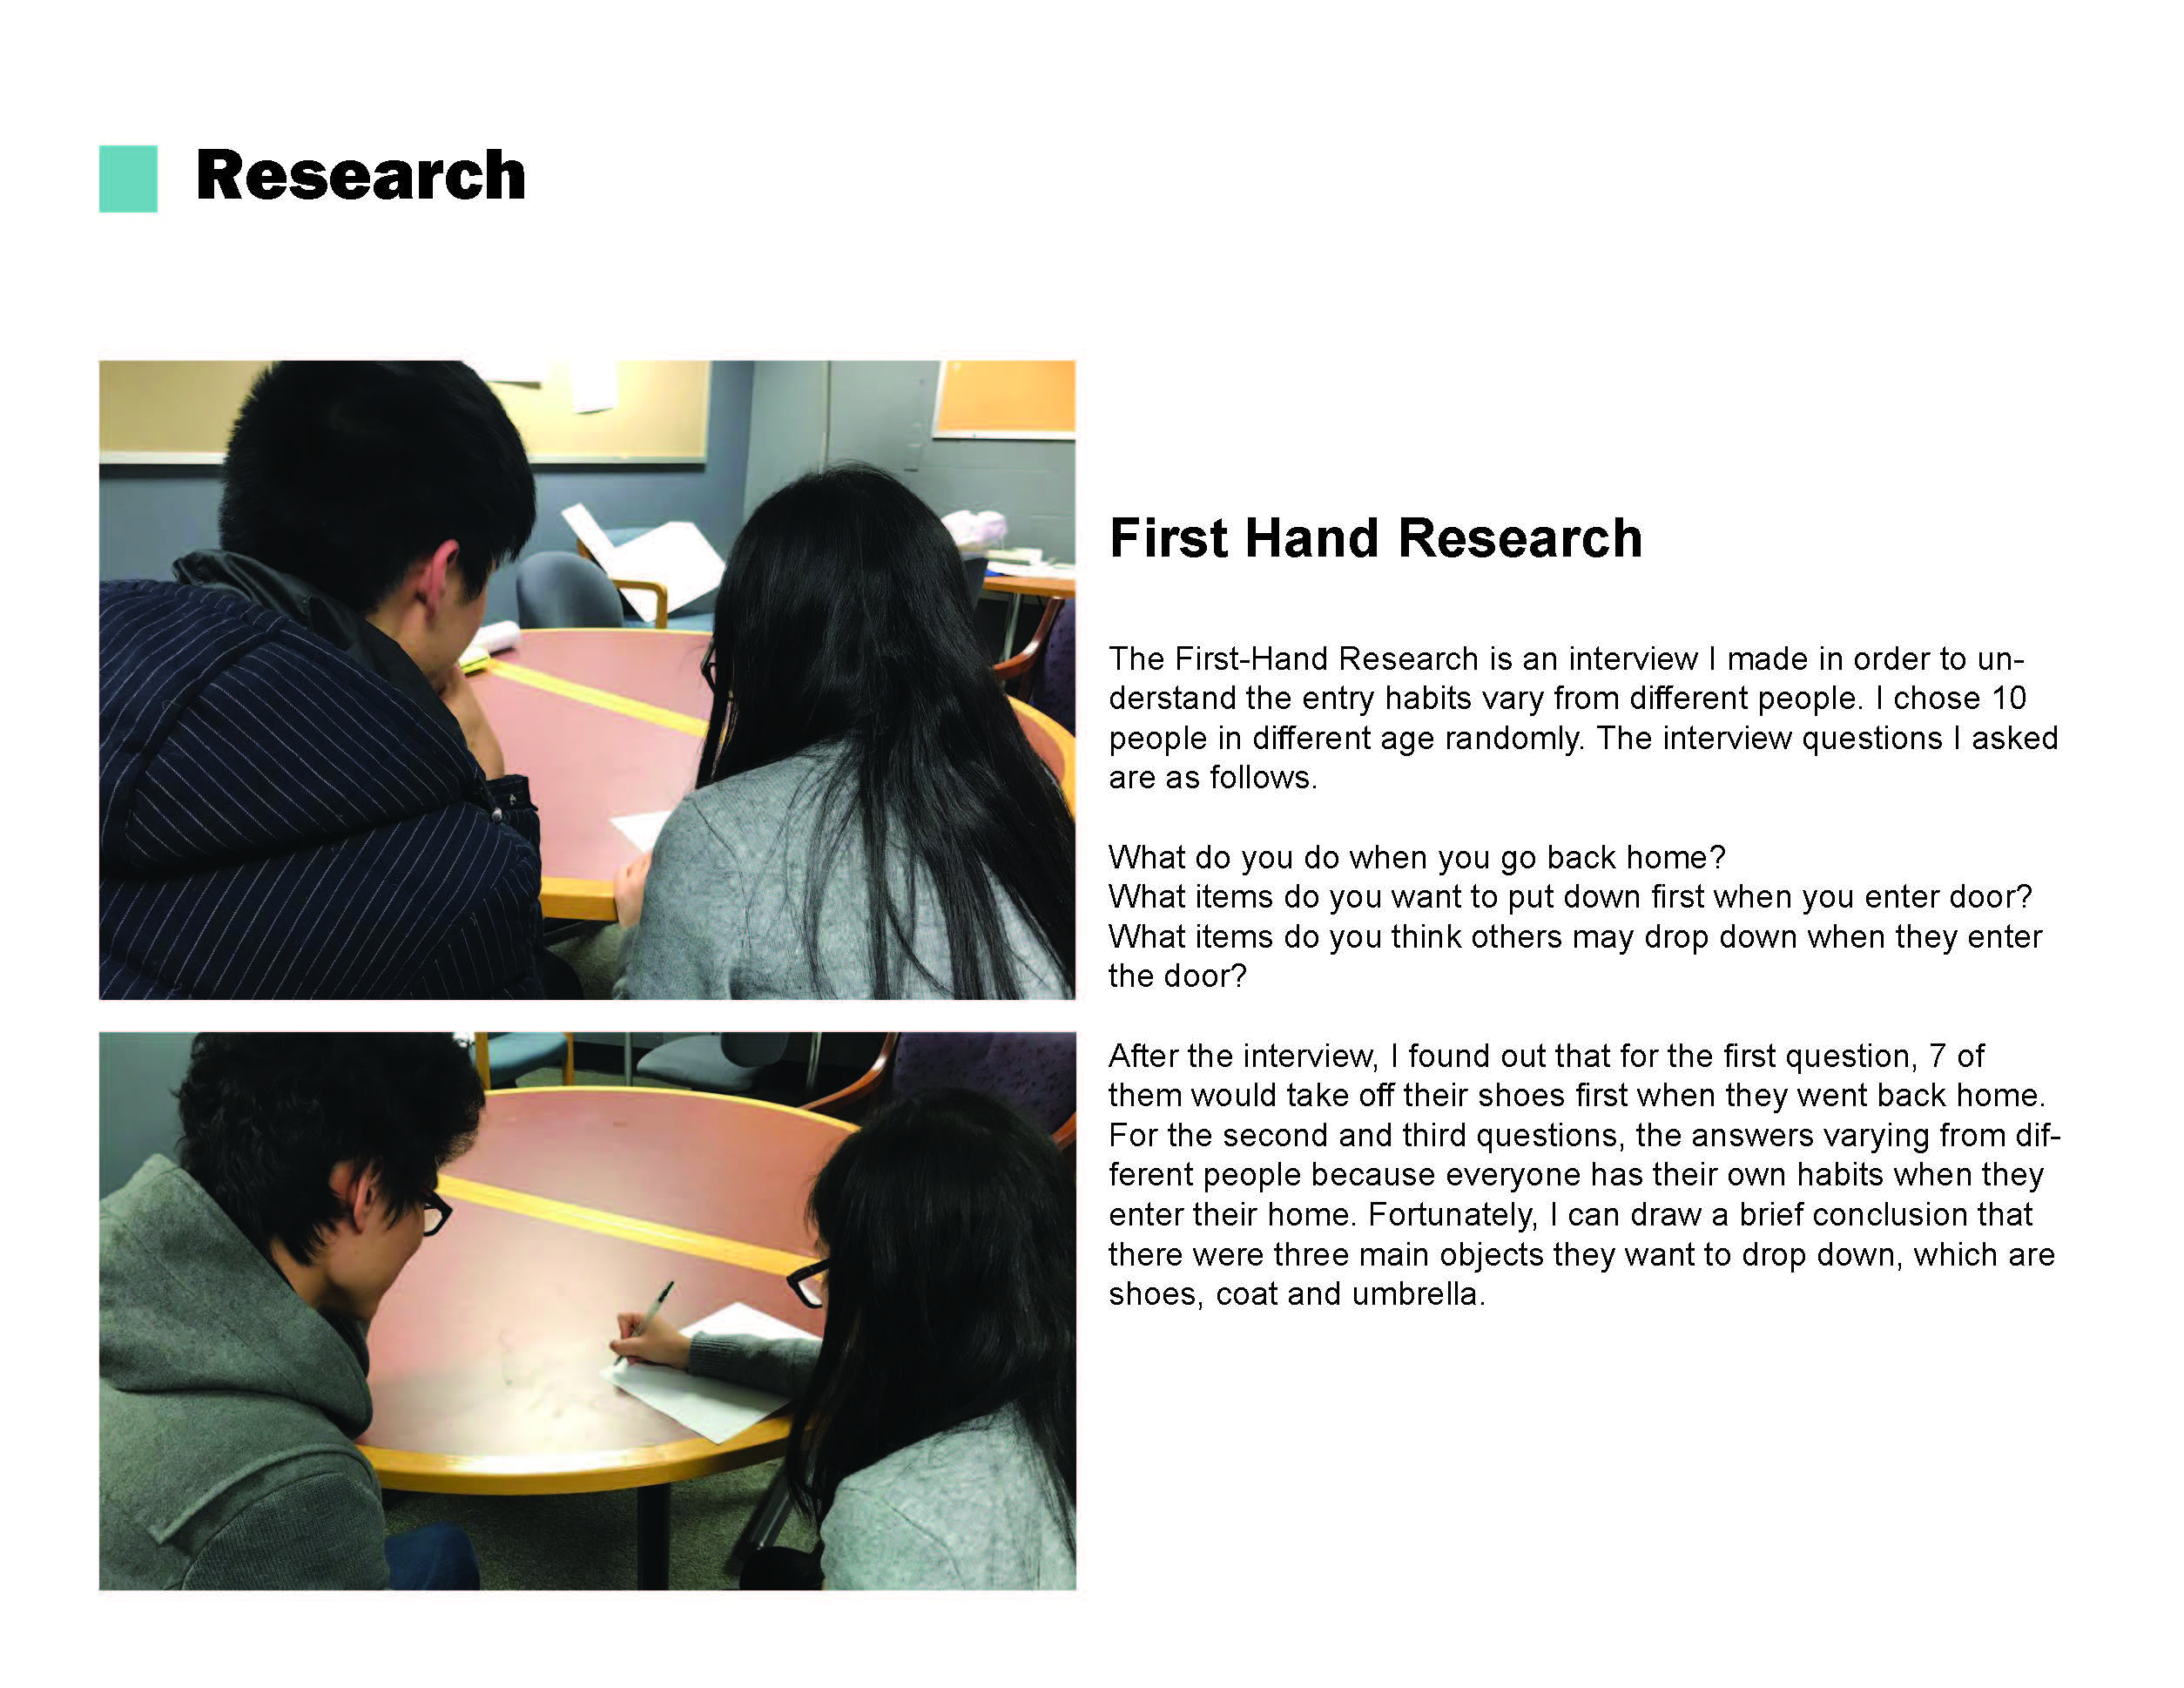 Research
First Hand Research
The First-Hand Research is an interview I made in order to un-
derstand the entry habits vary from different people. I chose 10
people in different age randomly. The interview questions I asked
are as follows.
What do you do when you go back home?
What items do you want to put down first when you enter door?
What items do you think others may drop down when they enter
the door?
After the interview, I found out that for the first question, 7 of
them would take off their shoes first when they went back home.
For the second and third questions, the answers varying from dif-
ferent people because everyone has their own habits when they
enter their home. Fortunately, I can draw a brief conclusion that
there were three main objects they want to drop down, which are
shoes, coat and umbrella.